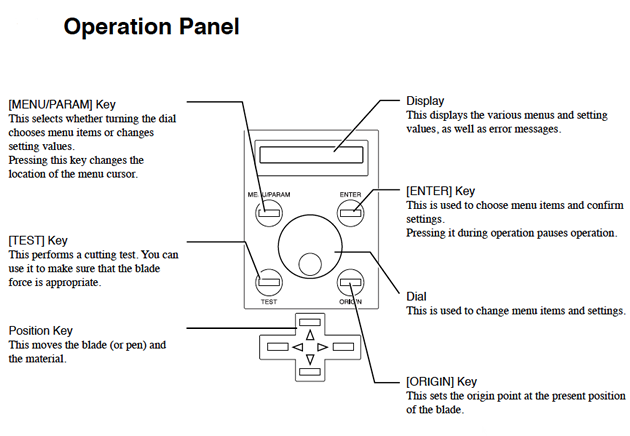 Operation Panel
[MENU/PARAM] Key
This selects whether turning the dial
chooses menu items or changes
setting values.
Pressing this key changes the
location of the menu cursor.
[TEST] Key
This performs a cutting test. You can
use it to make sure that the blade
force is appropriate.
Position Key
This moves the blade (or pen) and
the material.
MENU/PARAM
ENTER
TEST
ORIGIN
Display
This displays the various menus and setting
values, as well as error messages.
[ENTER] Key
This is used to choose menu items and confirm
settings.
Pressing it during operation pauses operation.
Dial
This is used to change menu items and settings.
[ORIGIN] Key
This sets the origin point at the present position
of the blade.